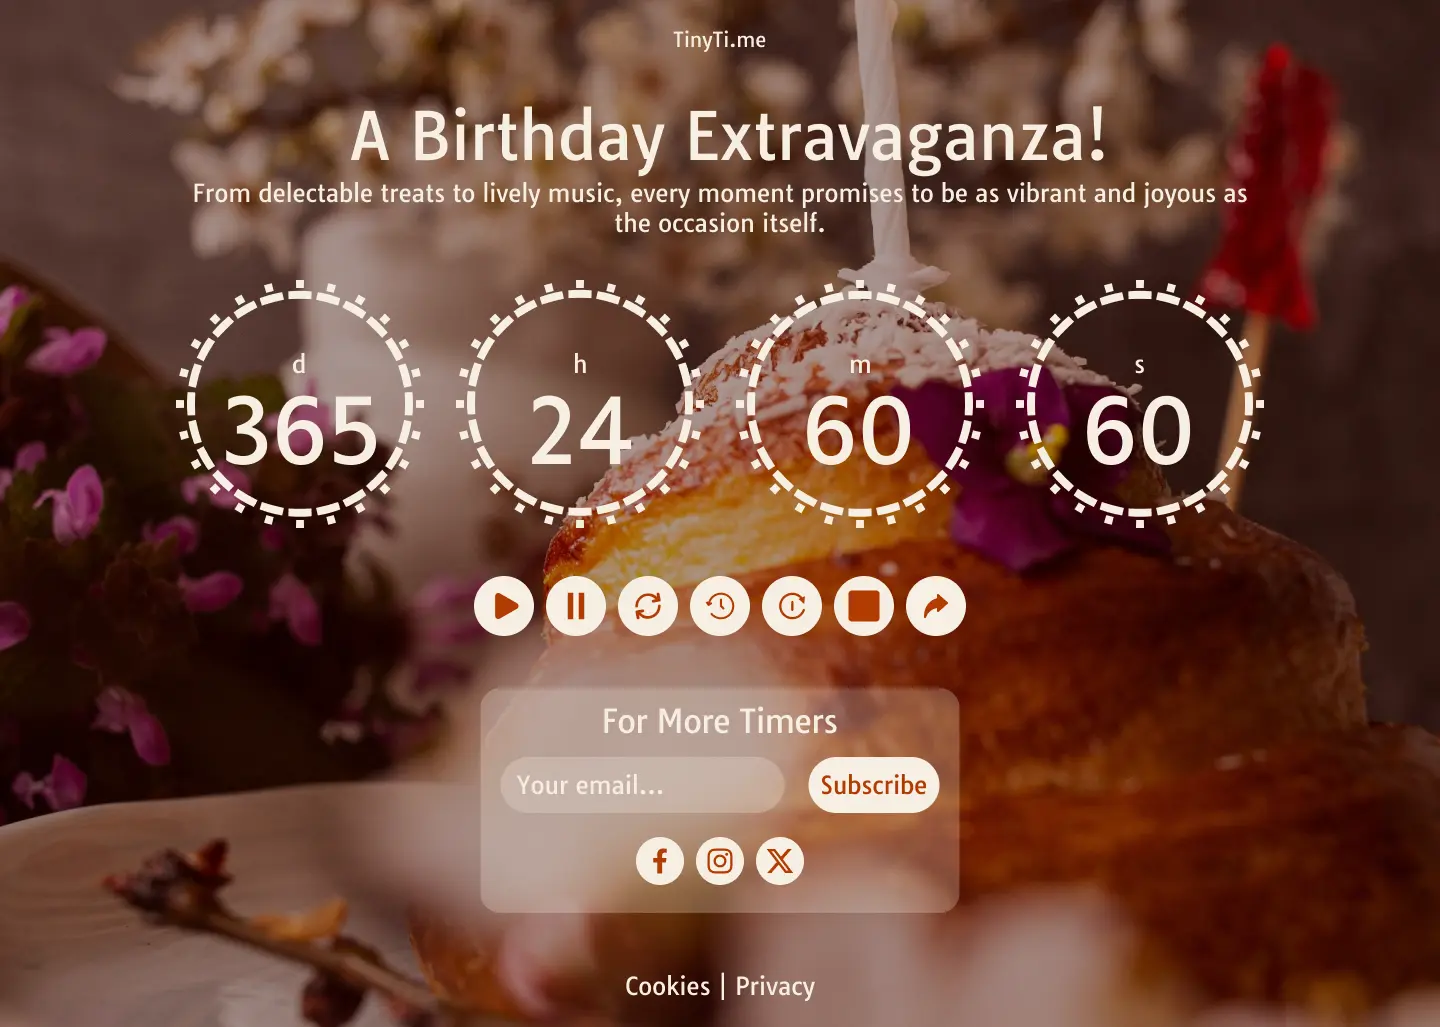 TinyTi.me
A Birthday Extravaganza!
From delectable treats to lively music, every moment promises to be as vibrant and joyous as
the occasion itself.
d
h
m
s
365
24
60
60
For More Timers
Your email...
Subscribe
Cookies | Privacy